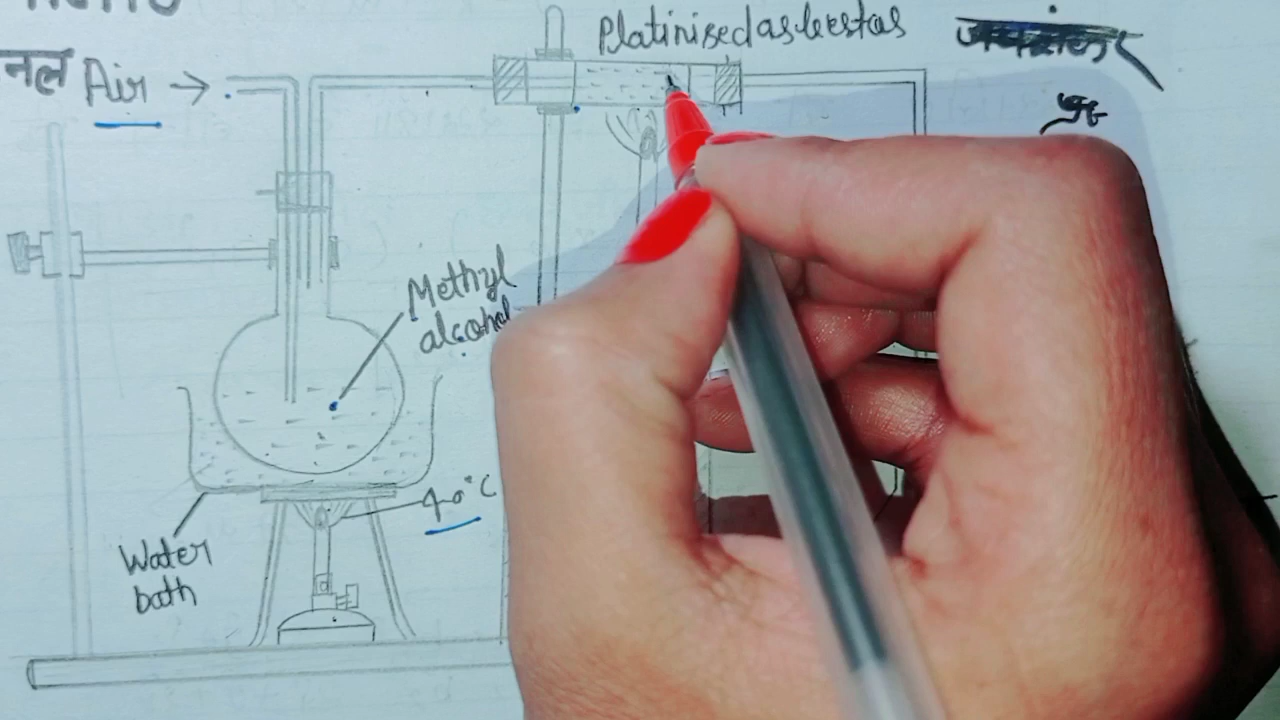 Platinised asbestos
नल Air →
Methyl
alcohol
40°C
Water
bath